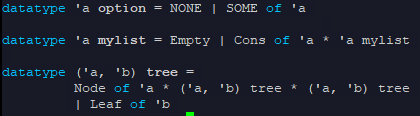 datatype 'a option = NONE | SOME of 'a
datatype 'a mylist = Empty | Cons of 'a * 'a mylist
datatype ('a, 'b) tree =
Node of 'a * ('a, 'b) tree * ('a, 'b) tree
| Leaf of 'b